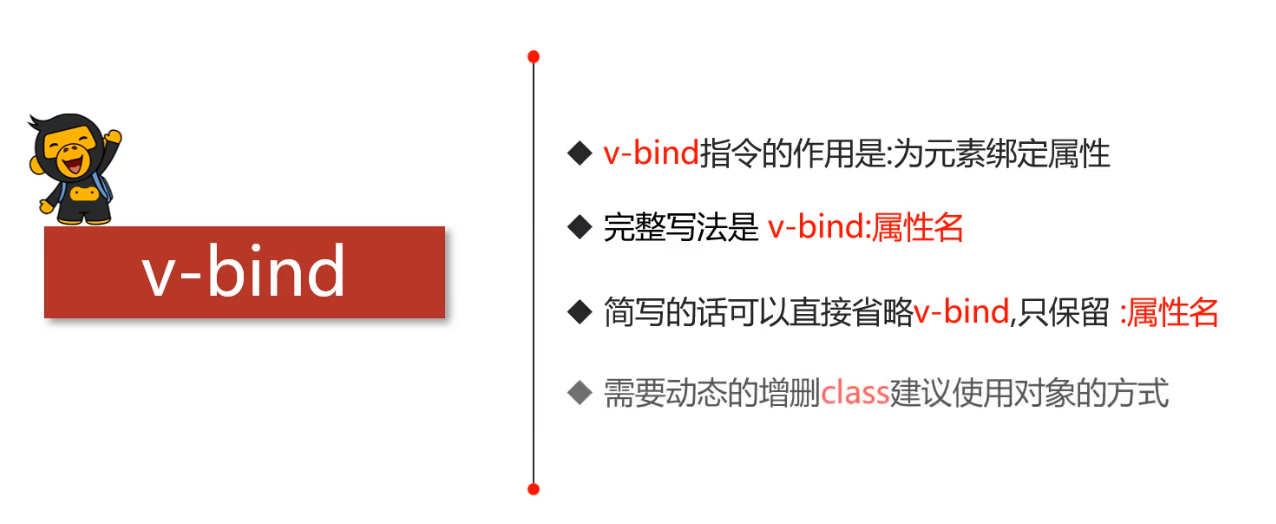 v-bind
v-bind指令的作用是:为元素绑定属性
完整写法是 v-bind:属性名
简写的话可以直接省略v-bind,只保留 :属性名
需要动态的增删class建议使用对象的方式